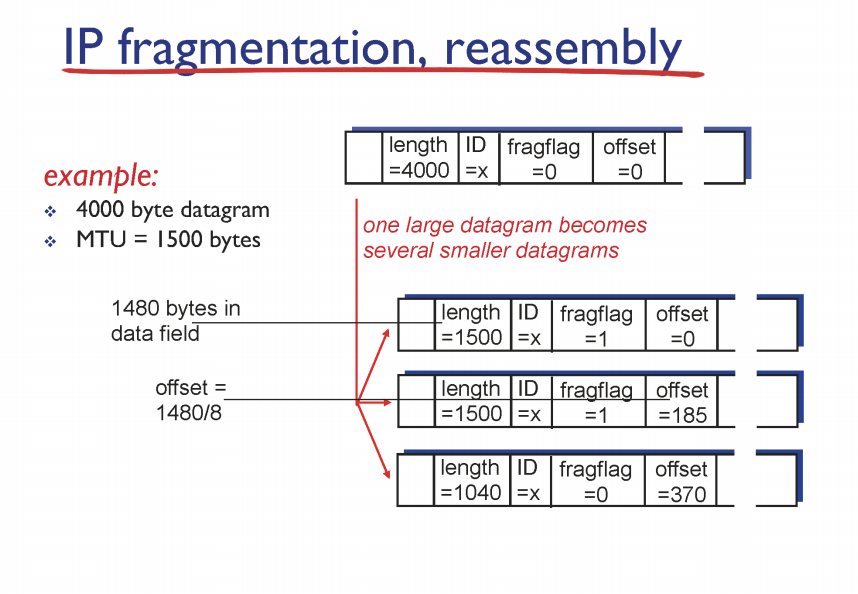 IP fragmentation, reassembly
example:
❖ 4000 byte datagram
❖ MTU = 1500 bytes
length ID fragflag offset
=4000 =x =0 =0
one large datagram becomes
several smaller datagrams
1480 bytes in
data field
length ID fragflag offset
=1500 =x =1 =0
offset =
1480/8
length ID fragflag offset
=1500 =x =1 =185
length ID fragflag offset
=1040 =x =0 =370